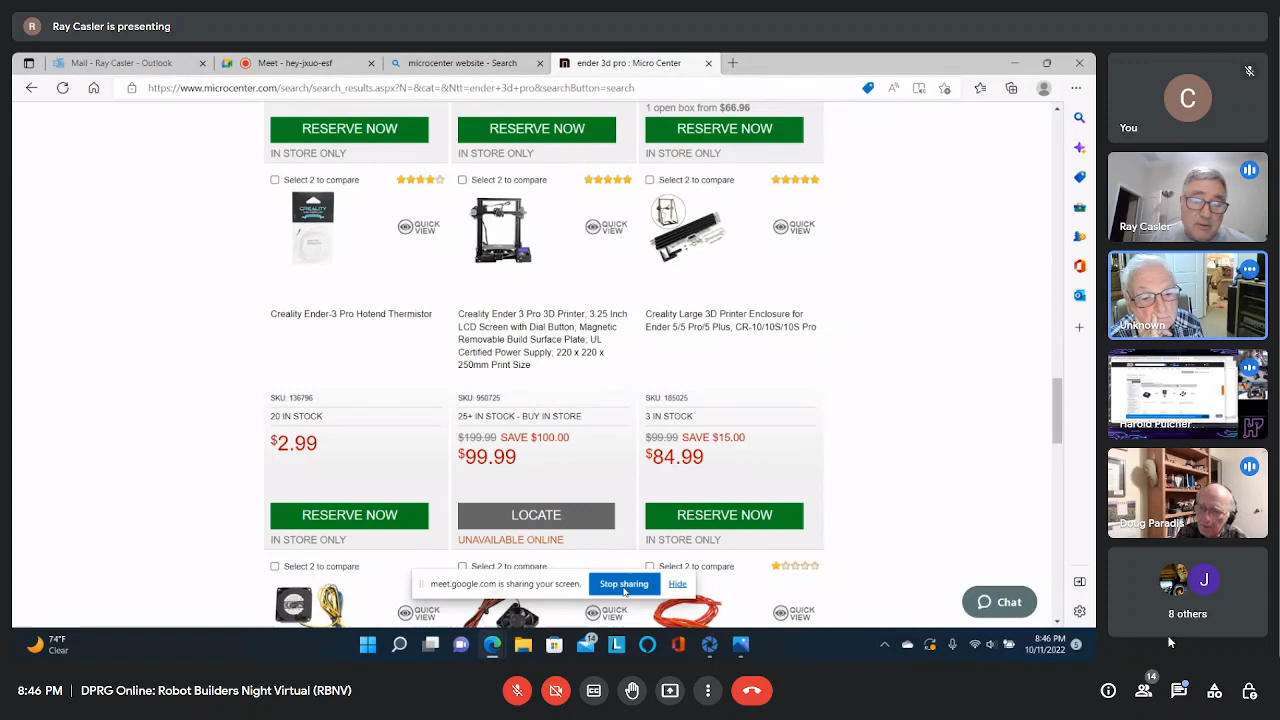 R Ray Casler is presenting
Mail - Ray Casler - Outlook
Meet - hey-jxuo-esf
microcenter website - Search
ender 3d pro : Micro Center
https://www.microcenter.com/search/search_results.aspx?N=&cat=&Ntt=ender+3d+pro&searchButton=search
1 open box from $66.96
RESERVE NOW RESERVE NOW RESERVE NOW
IN STORE ONLY IN STORE ONLY IN STORE ONLY
Select 2 to compare Select 2 to compare Select 2 to compare
CREALITY
QUICK VIEW QUICK VIEW QUICK VIEW
Creality Ender-3 Pro Hotend Thermistor
Creality Ender 3 Pro 3D Printer; 3.25 Inch
LCD Screen with Dial Button; Magnetic
Removable Build Surface Plate; UL
Certified Power Supply; 220 x 220 x
250mm Print Size
Creality Large 3D Printer Enclosure for
Ender 5/5 Pro/5 Plus, CR-10/10S/10S Pro
SKU: 136796 SKU: 950725 SKU: 185025
20 IN STOCK 25+ IN STOCK - BUY IN STORE 3 IN STOCK
$2.99
$199.99 SAVE $100.00
$99.99
$99.99 SAVE $15.00
$84.99
RESERVE NOW LOCATE RESERVE NOW
IN STORE ONLY UNAVAILABLE ONLINE IN STORE ONLY
Select 2 to compare
meet.google.com is sharing your screen. Stop sharing Hide
QUICK VIEW QUICK VIEW QUICK VIEW
Chat
C
You
Ray Casler
Unknown
Harold Pulcher
HP
Doug Paradis
J
8 others
74°F
Clear
14
8:46 PM
10/11/2022
5
8:46 PM | DPRG Online: Robot Builders Night Virtual (RBNV)
14